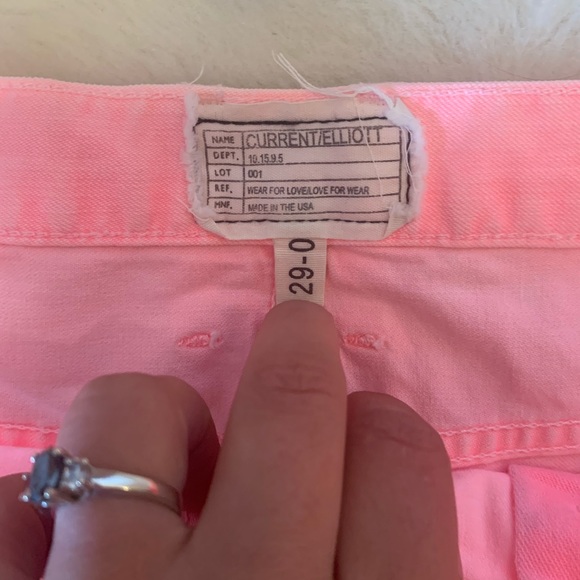 NAME CURRENT/ELLIOTT
DEPT. 10.15.9.5
LOT 001
REF. WEAR FOR LOVE/LOVE FOR WEAR
MNF. MADE IN THE USA
29-0